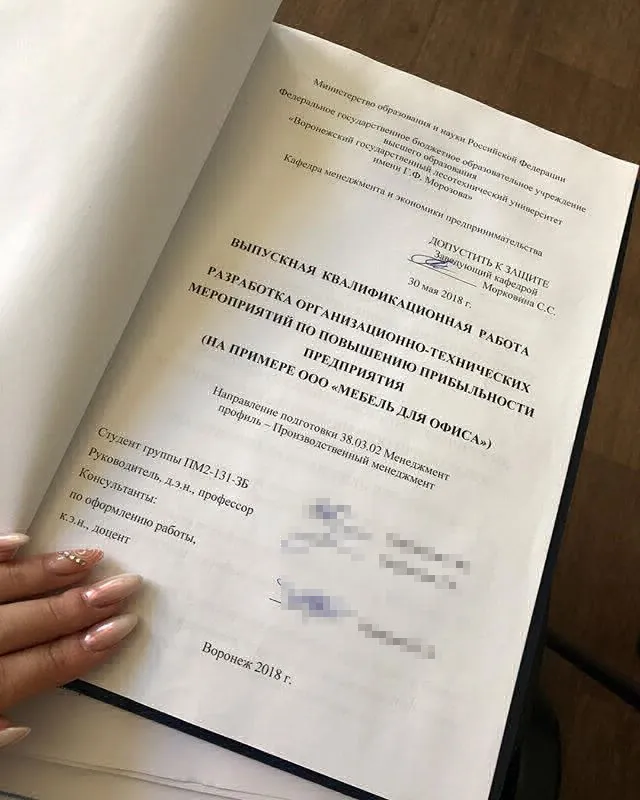 Министерство образования и науки Российской Федерации
Федеральное государственное бюджетное образовательное учреждение
высшего образования
«Воронежский государственный лесотехнический университет
имени Г.Ф. Морозова»
Кафедра менеджмента и экономики предпринимательства
ДОПУСТИТЬ К ЗАЩИТЕ
Заведующий кафедрой
Морковина С.С.
30 мая 2018 г.
ВЫПУСКНАЯ КВАЛИФИКАЦИОННАЯ РАБОТА
РАЗРАБОТКА ОРГАНИЗАЦИОННО-ТЕХНИЧЕСКИХ
МЕРОПРИЯТИЙ ПО ПОВЫШЕНИЮ ПРИБЫЛЬНОСТИ
ПРЕДПРИЯТИЯ
(НА ПРИМЕРЕ ООО «МЕБЕЛЬ ДЛЯ ОФИСА»)
Направление подготовки 38.03.02 Менеджмент
профиль – Производственный менеджмент
Студент группы ПМ2-131-ЗБ
Руководитель, д.э.н., профессор
Консультанты:
по оформлению работы,
к.э.н., доцент
Воронеж 2018 г.